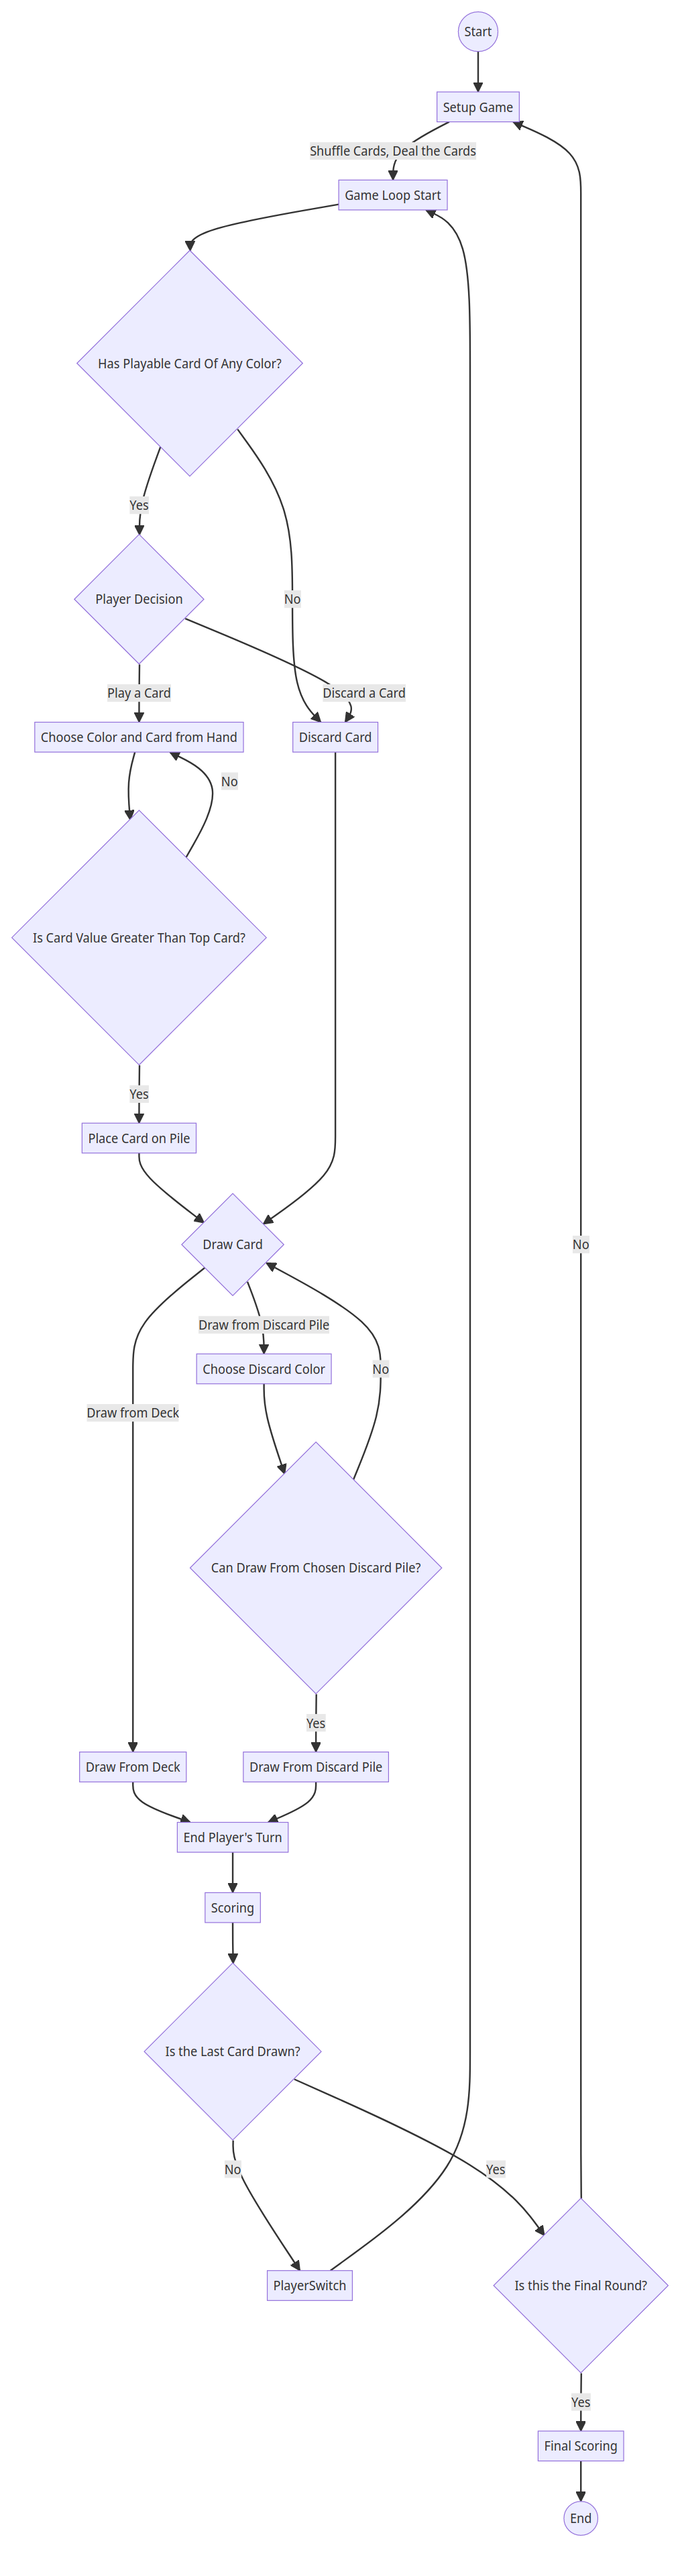 Start
Setup Game
Shuffle Cards, Deal the Cards
Game Loop Start
Has Playable Card Of Any Color?
Yes
No
Player Decision
Play a Card
Discard a Card
Choose Color and Card from Hand
Discard Card
No
Is Card Value Greater Than Top Card?
Yes
Place Card on Pile
Draw Card
No
Draw from Discard Pile
Choose Discard Color
No
Draw from Deck
Can Draw From Chosen Discard Pile?
Yes
Draw From Deck
Draw From Discard Pile
End Player's Turn
Scoring
Is the Last Card Drawn?
No
Yes
PlayerSwitch
Is this the Final Round?
Yes
Final Scoring
End